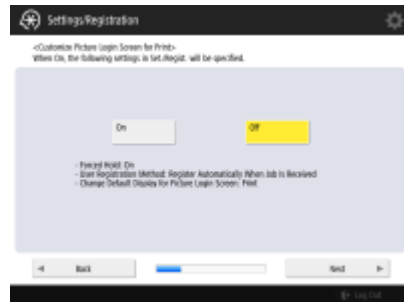 Settings/Registration
<Customize Picture Login Screen for Print>
When On, the following settings in Set./Regist. will be specified.
On
Off
- Forced Hold: On
- User Registration Method: Register Automatically When Job is Received
- Change Default Display for Picture Login Screen: Print
Back
Next
Log Out